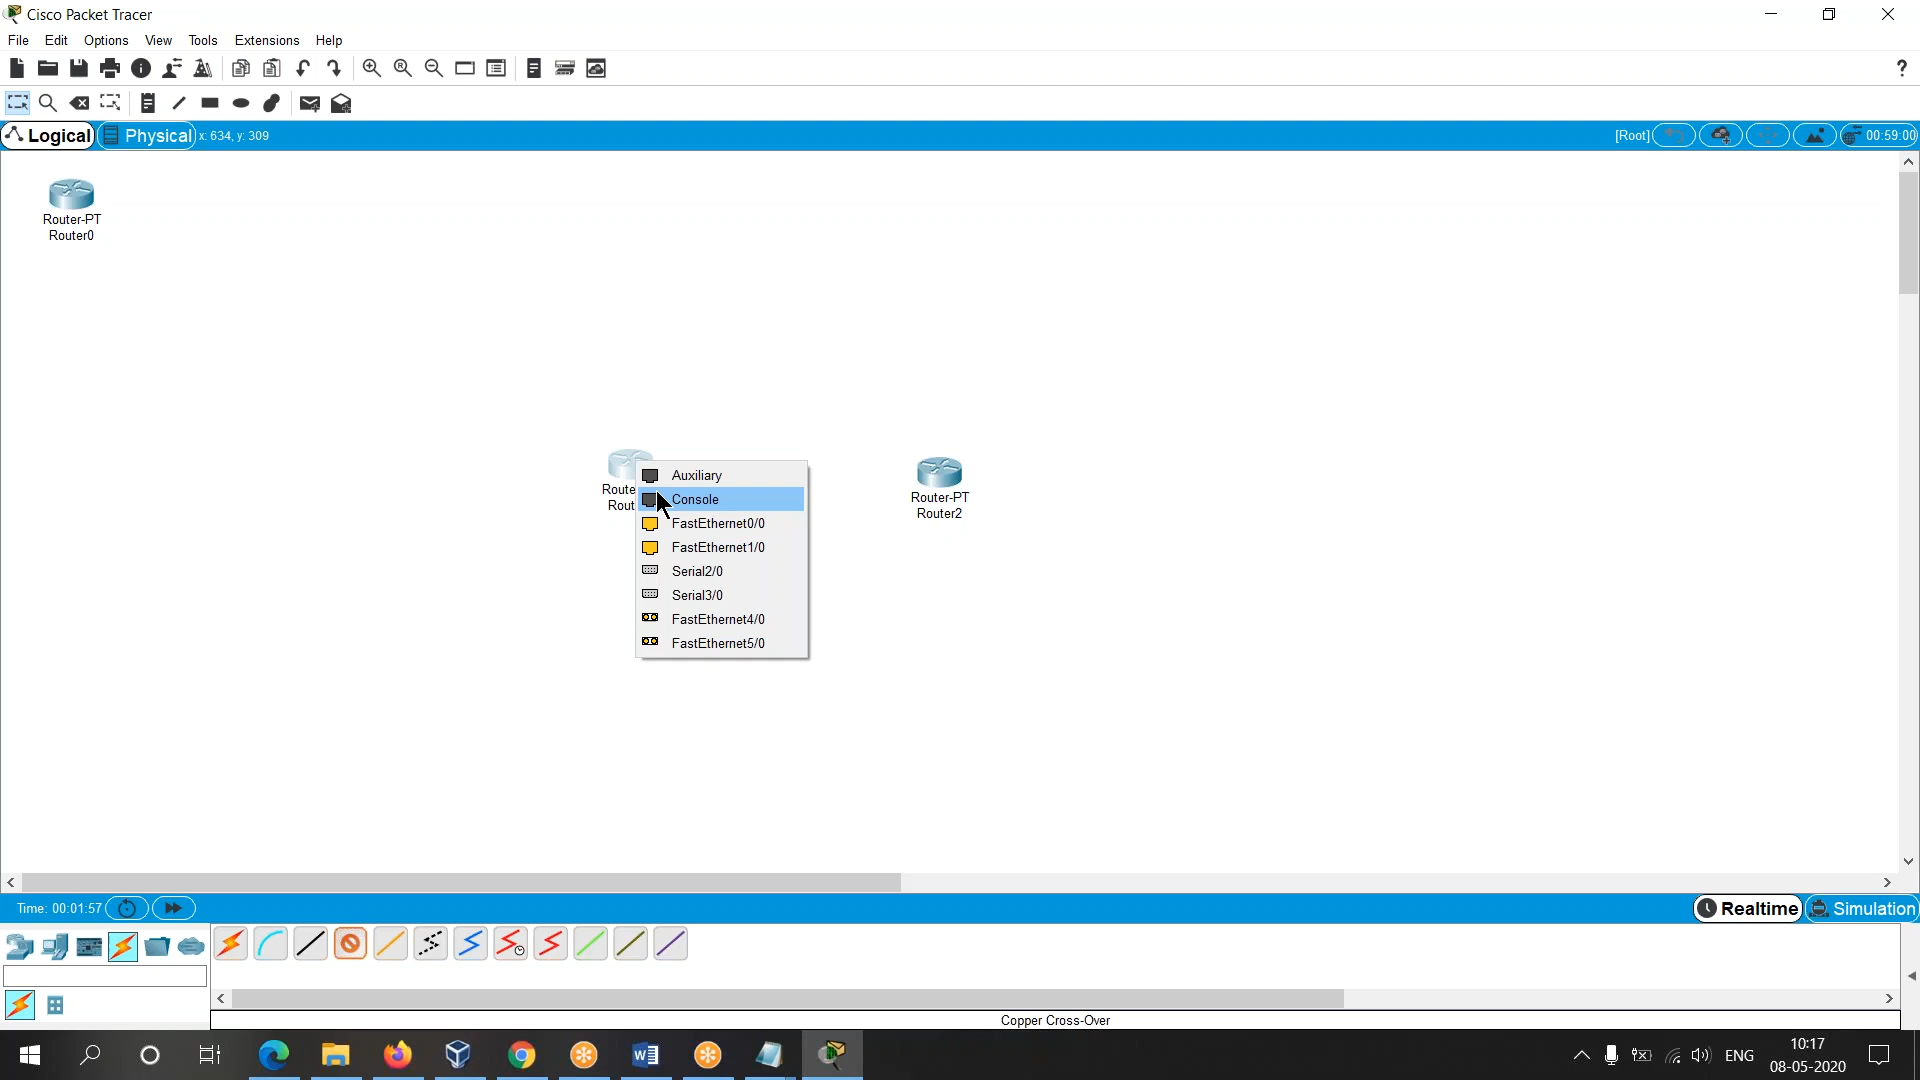 Cisco Packet Tracer
File Edit Options View Tools Extensions Help
?
Logical Physical x: 634, y: 309 [Root] 00:59:00
Router-PT
Router0
Auxiliary
Route Console
Rout
FastEthernet0/0
FastEthernet1/0
Serial2/0
Serial3/0
FastEthernet4/0
FastEthernet5/0
Router-PT
Router2
Time: 00:01:57 Realtime Simulation
Copper Cross-Over
ENG 10:17
08-05-2020